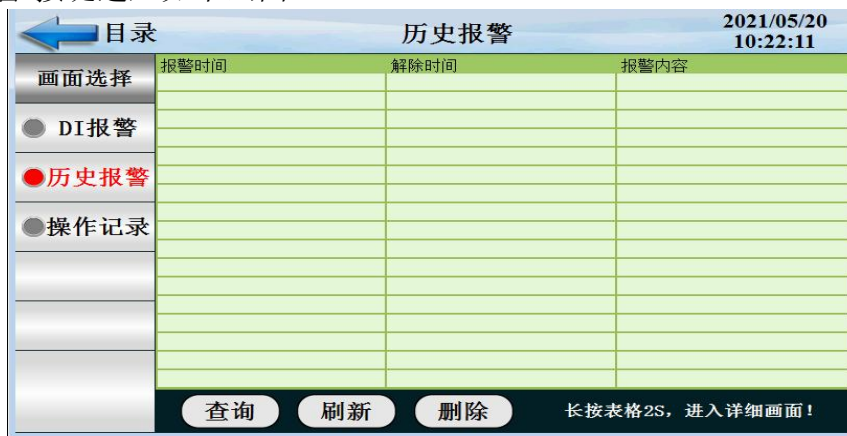 目录
历史报警
2021/05/20
10:22:11
画面选择
报警时间 解除时间 报警内容
DI报警
历史报警
操作记录
查询 刷新 删除 长按表格2S，进入详细画面！